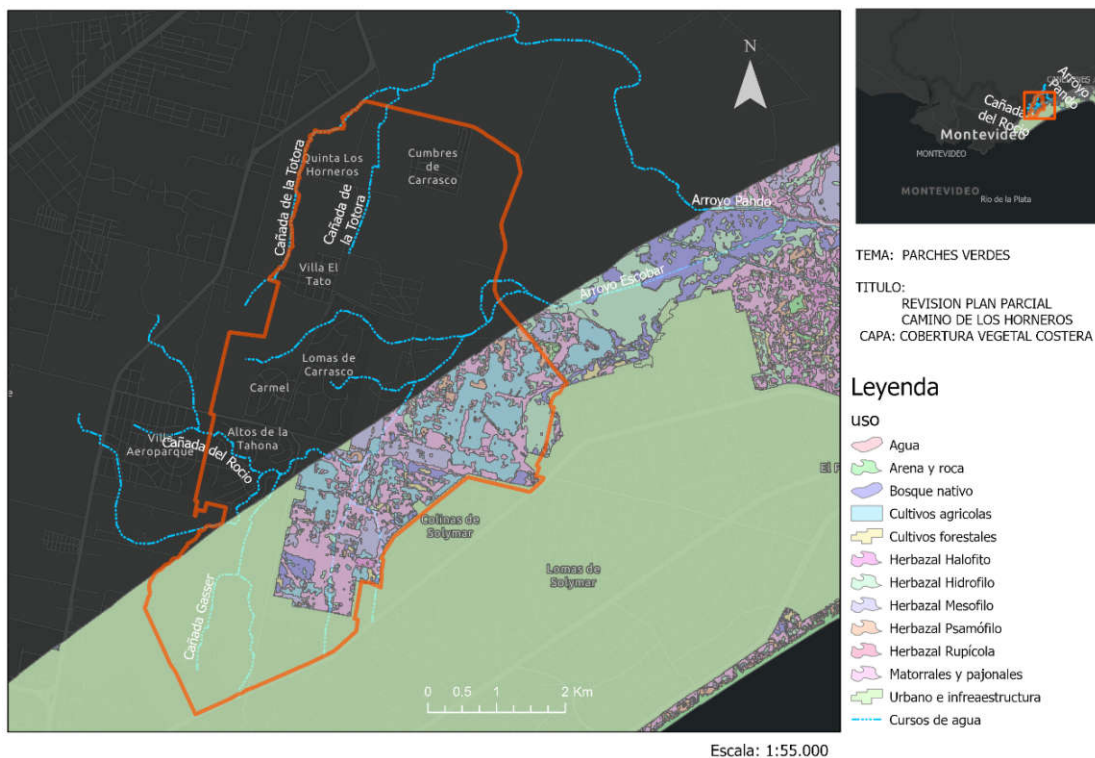 N
Cañada de la Totora
Quinta Los
Horneros
Cumbres
de
Carrasco
Cañada de
la Totora
Villa El
Tato
Arroyo Pando
Arroyo Escobar
Lomas de
Carrasco
Carmel
Altos de la
Tahona
Villa
Aeroparque
Cañada del Rocio
Colinas de
Solymar
Lomas de
Solymar
Cañada Gasser
0 0.5 1 2 Km
Escala: 1:55.000
Arroyo
Pando
Cañada
del Rocio
Montevideo
MONTEVIDEO
MONTEVIDEO
Río de la Plata
TEMA: PARCHES VERDES
TITULO:
REVISION PLAN PARCIAL
CAMINO DE LOS HORNEROS
CAPA: COBERTURA VEGETAL COSTERA
Leyenda
uso
Agua
Arena y roca
Bosque nativo
Cultivos agricolas
Cultivos forestales
Herbazal Halofito
Herbazal Hidrofilo
Herbazal Mesofilo
Herbazal Psamófilo
Herbazal Rupícola
Matorrales y pajonales
Urbano e infreaestructura
Cursos de agua